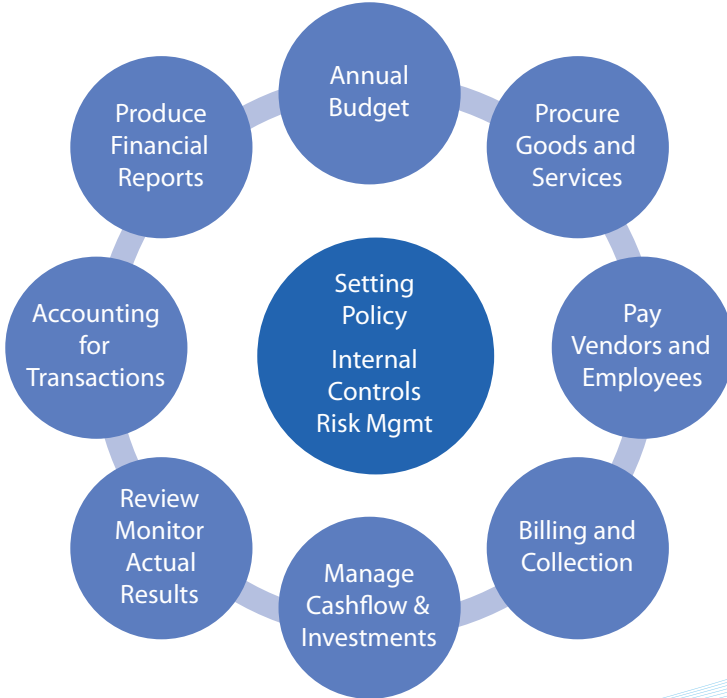 Annual
Budget
Procure
Goods and
Services
Pay
Vendors and
Employees
Billing and
Collection
Manage
Cashflow &
Investments
Review
Monitor
Actual
Results
Accounting
for
Transactions
Produce
Financial
Reports
Setting
Policy
Internal
Controls
Risk Mgmt